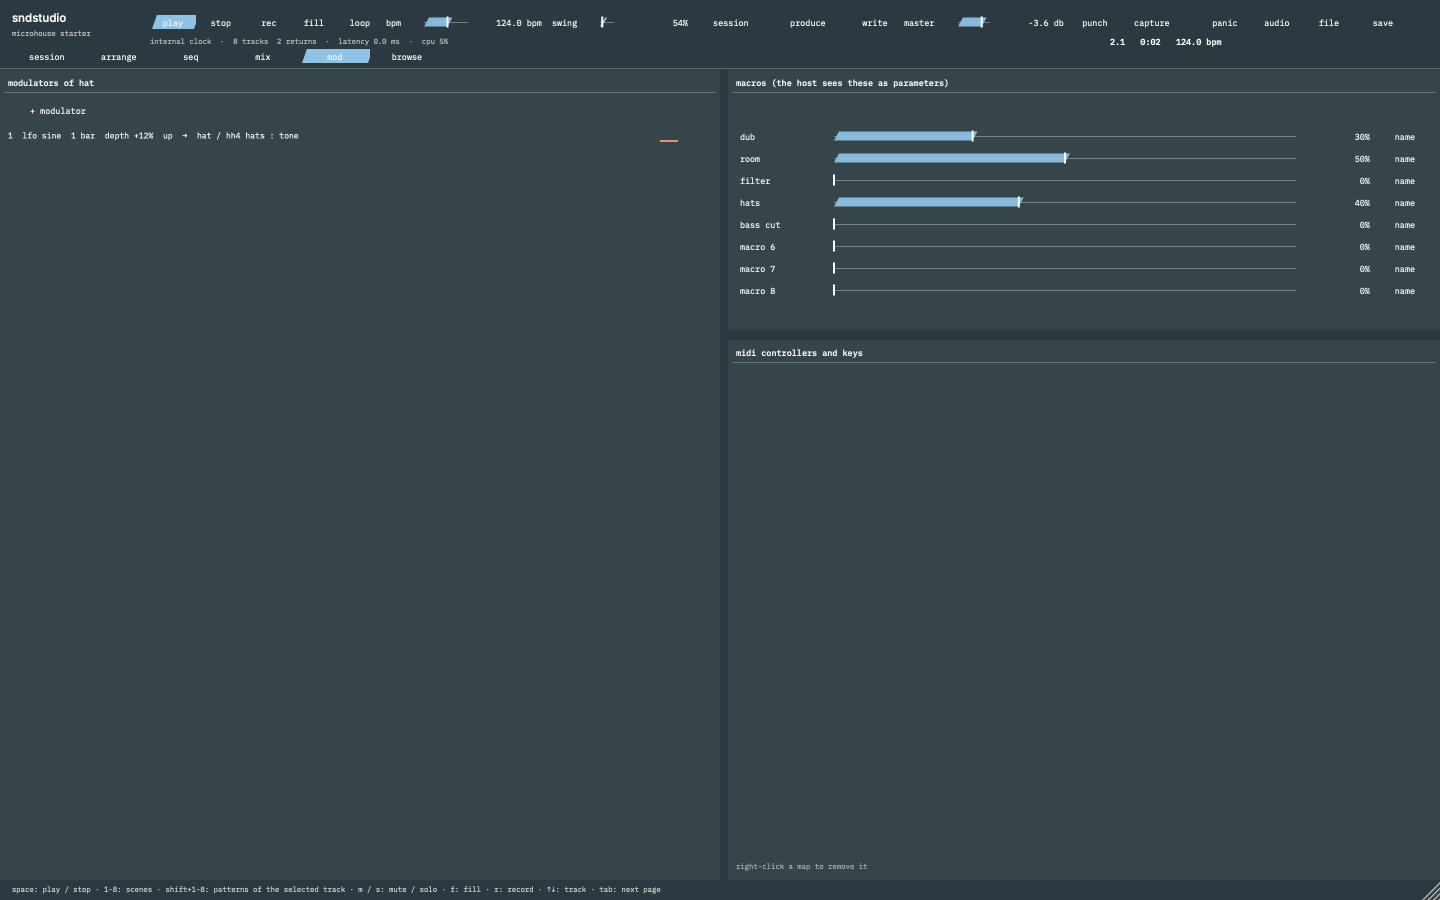 sndstudio
microhouse starter
play stop rec fill loop bpm 124.0 bpm swing 54% session produce write master -3.6 db punch capture panic audio file save
internal clock · 8 tracks 2 returns · latency 0.0 ms · cpu 5%
2.1 0:02 124.0 bpm
session arrange seq mix mod browse
modulators of hat
+ modulator
1 lfo sine 1 bar depth +12% up → hat / hh4 hats : tone
macros (the host sees these as parameters)
dub 30% name
room 50% name
filter 0% name
hats 40% name
bass cut 0% name
macro 6 0% name
macro 7 0% name
macro 8 0% name
midi controllers and keys
right-click a map to remove it
space: play / stop · 1-8: scenes · shift+1-8: patterns of the selected track · m / s: mute / solo · f: fill · r: record · ↑↓: track · tab: next page